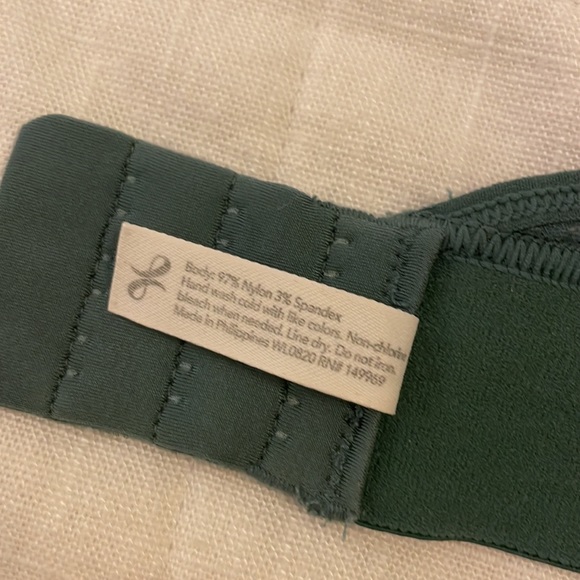 Body: 97% Nylon 3% Spandex
Hand wash cold with like colors. Non-chlorine
bleach when needed. Line dry. Do not iron.
Made in Philippines WL0820 RN# 149969